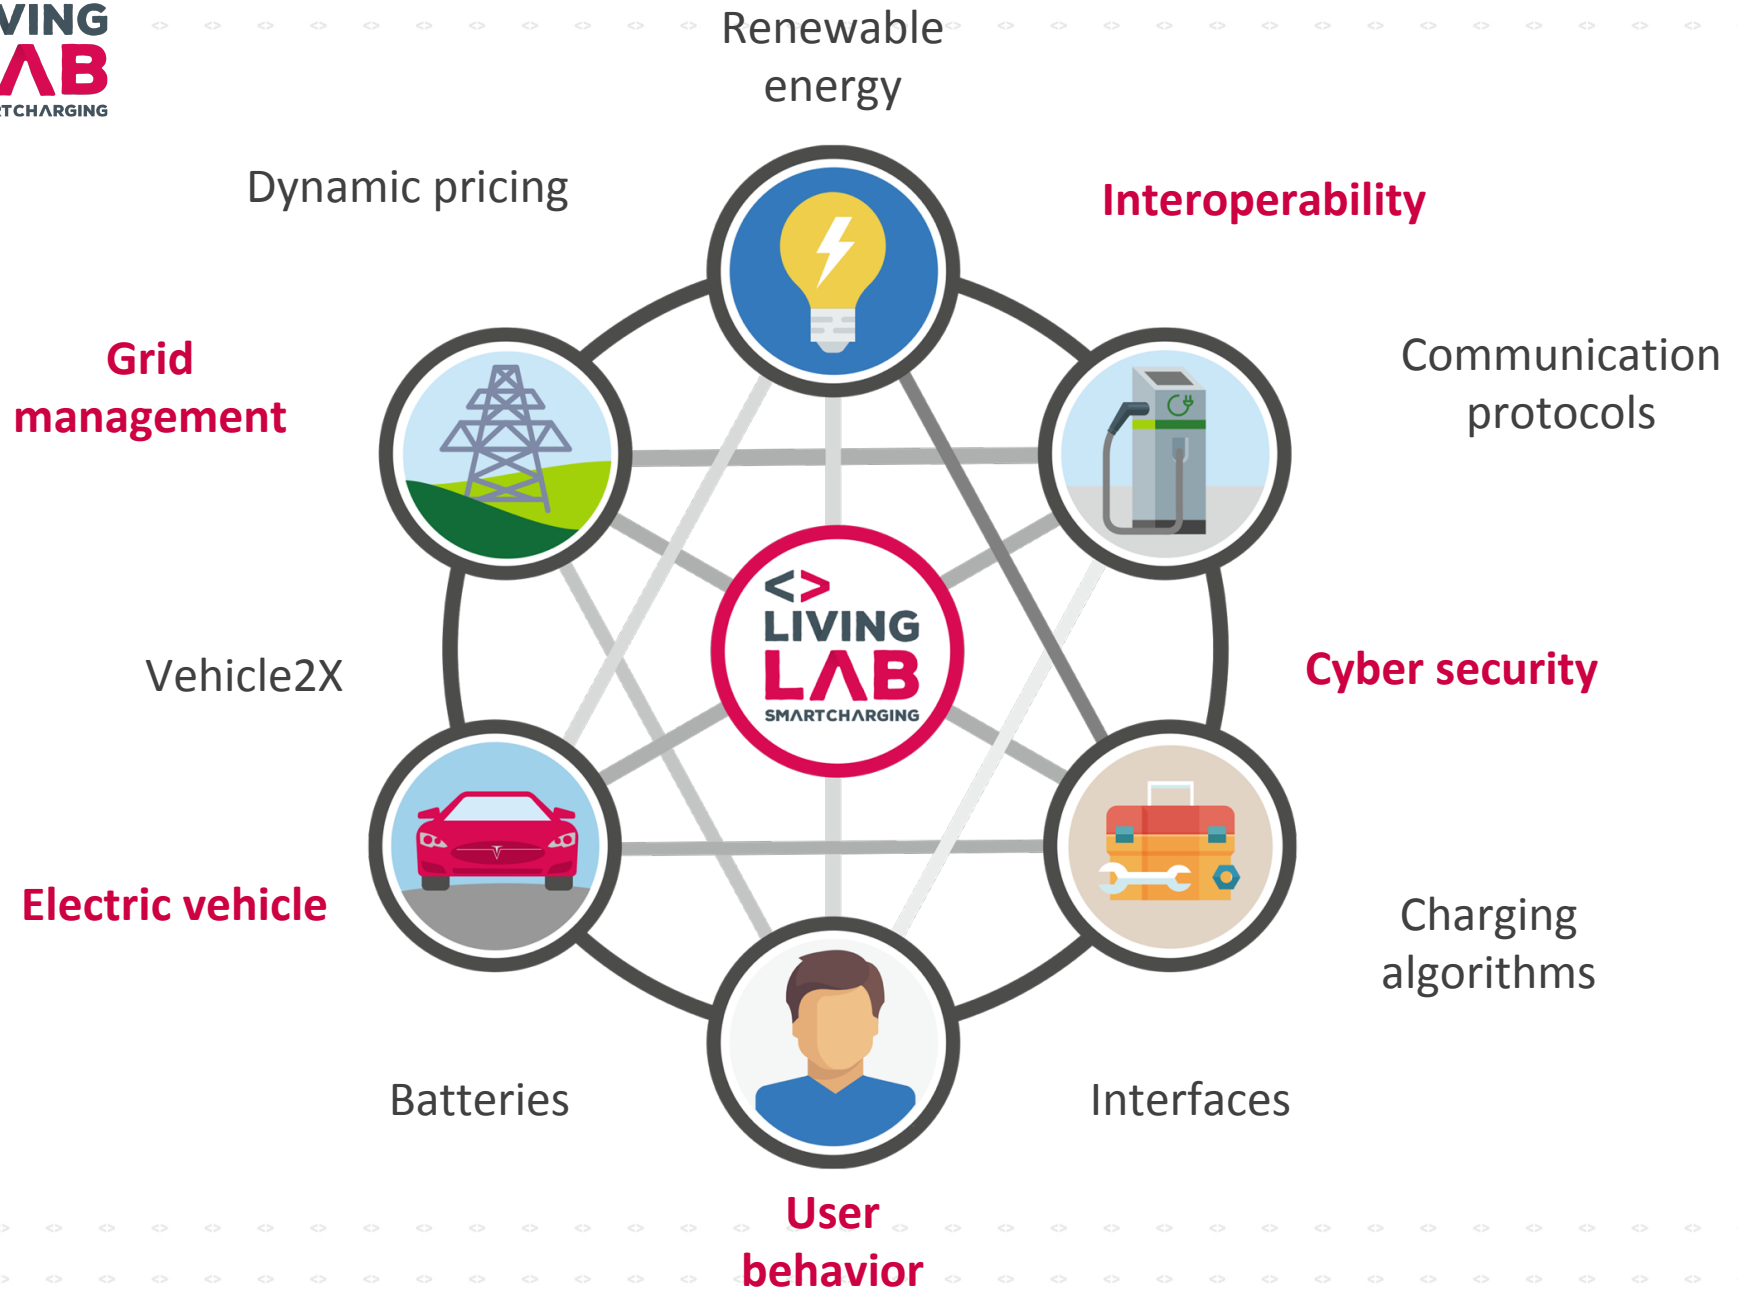 VING
AB
RTCHARGING
Renewable
energy
Dynamic pricing
Interoperability
Grid
management
Communication
protocols
<>
LIVING
LAB
SMARTCHARGING
Vehicle2X
Cyber security
Electric vehicle
Charging
algorithms
Batteries
Interfaces
User
behavior